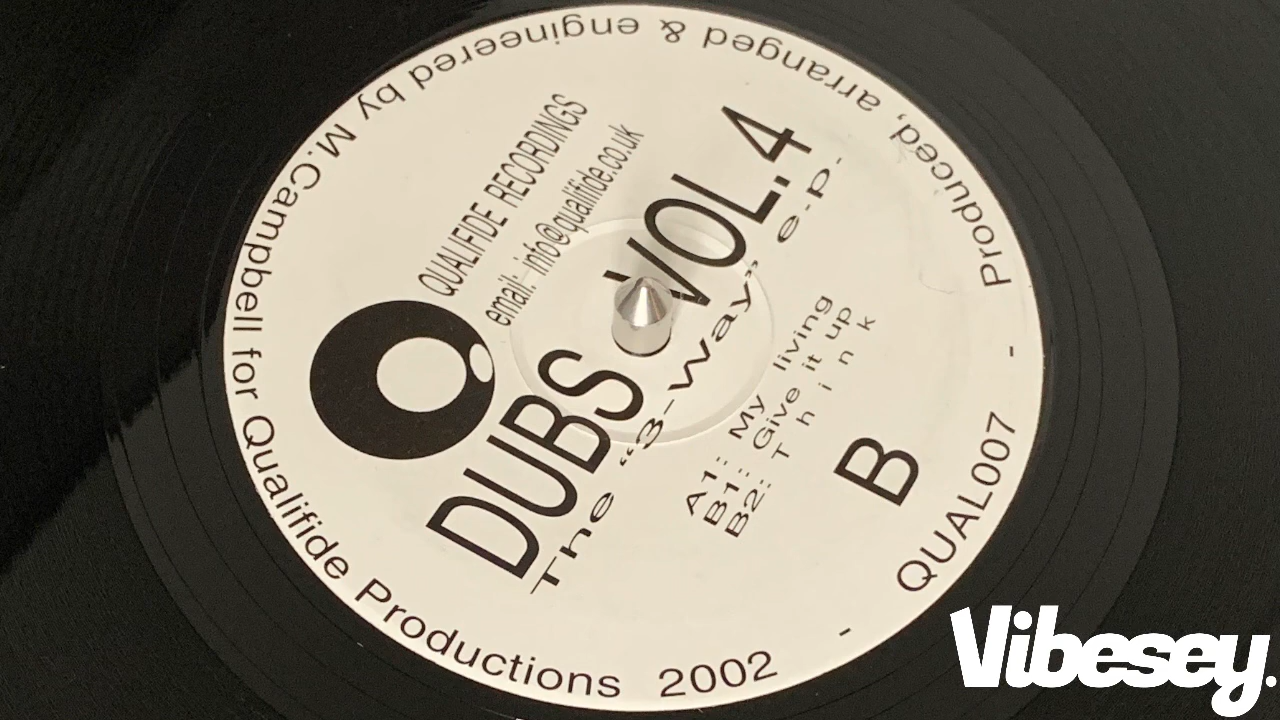 QUALIFIDE RECORDINGS
email: info@qualifide.co.uk
DUBS VOL.4
The "3-way" e.p.
A1: My living
B1: Give it up
B2: Think
B
Produced, arranged & engineered by M.Campbell for Qualifide Productions 2002 - QUAL007 -
Vibesey.